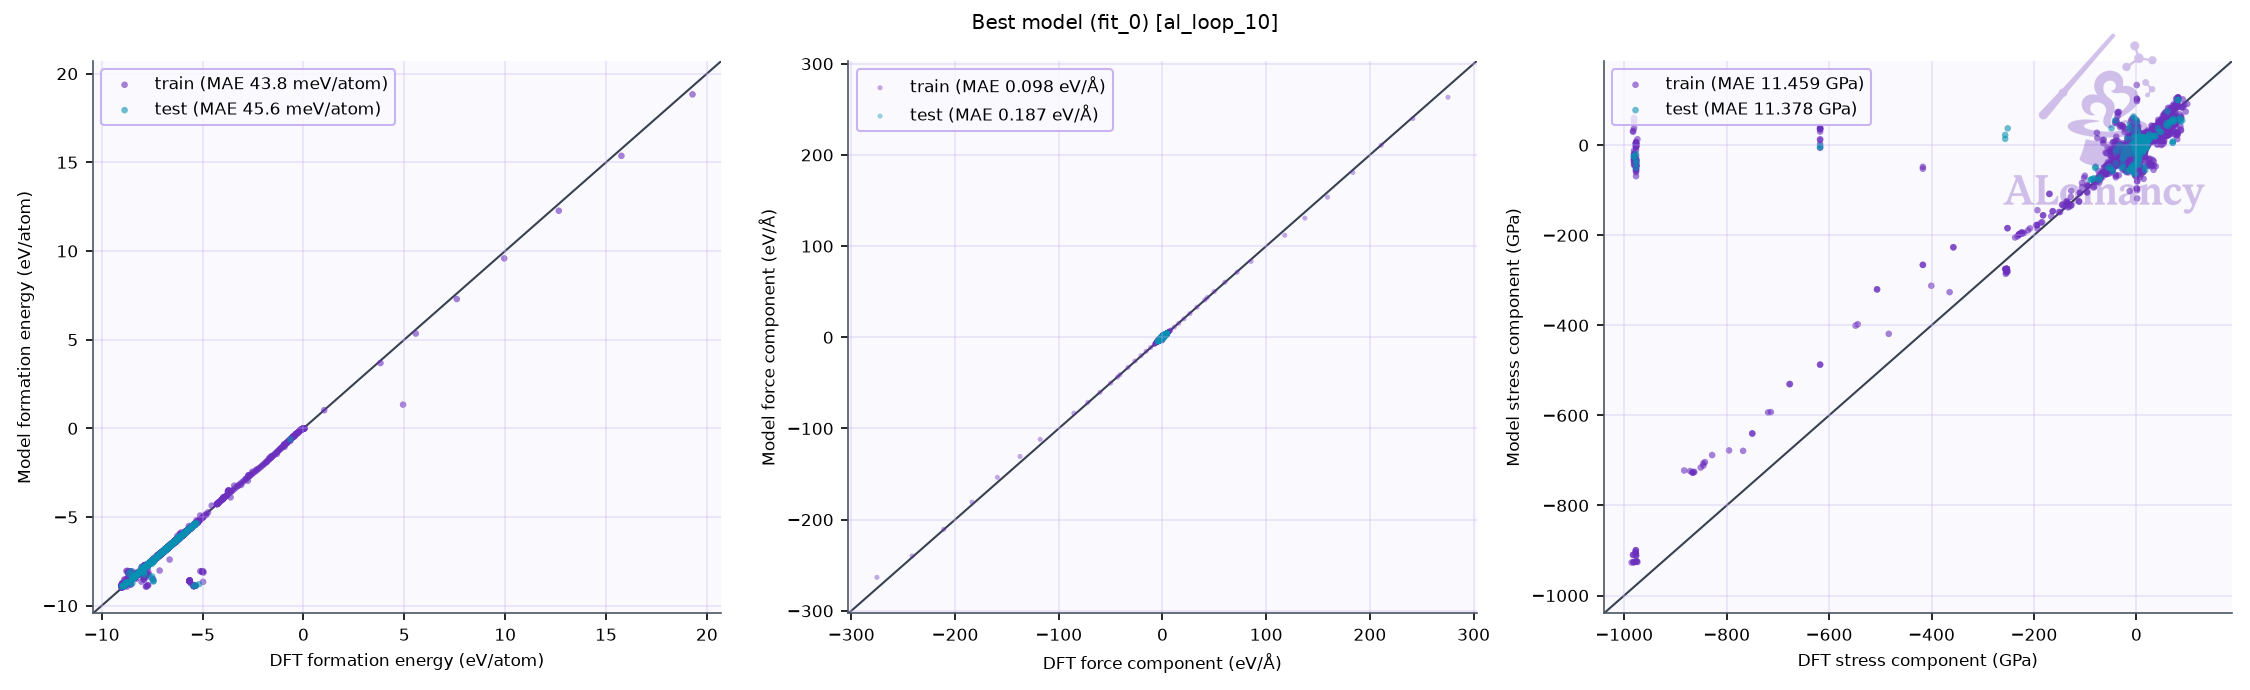 Best model (fit_0) [al_loop_10]
train (MAE 43.8 meV/atom)
test (MAE 45.6 meV/atom)
20
15
10
5
0
−5
−10
−10
−5
0
5
10
15
20
Model formation energy (eV/atom)
DFT formation energy (eV/atom)
train (MAE 0.098 eV/Å)
test (MAE 0.187 eV/Å)
300
200
100
0
−100
−200
−300
−300
−200
−100
0
100
200
300
Model force component (eV/Å)
DFT force component (eV/Å)
train (MAE 11.459 GPa)
test (MAE 11.378 GPa)
0
−200
−400
−600
−800
−1000
−1000
−800
−600
−400
−200
0
Model stress component (GPa)
DFT stress component (GPa)
ALomancy